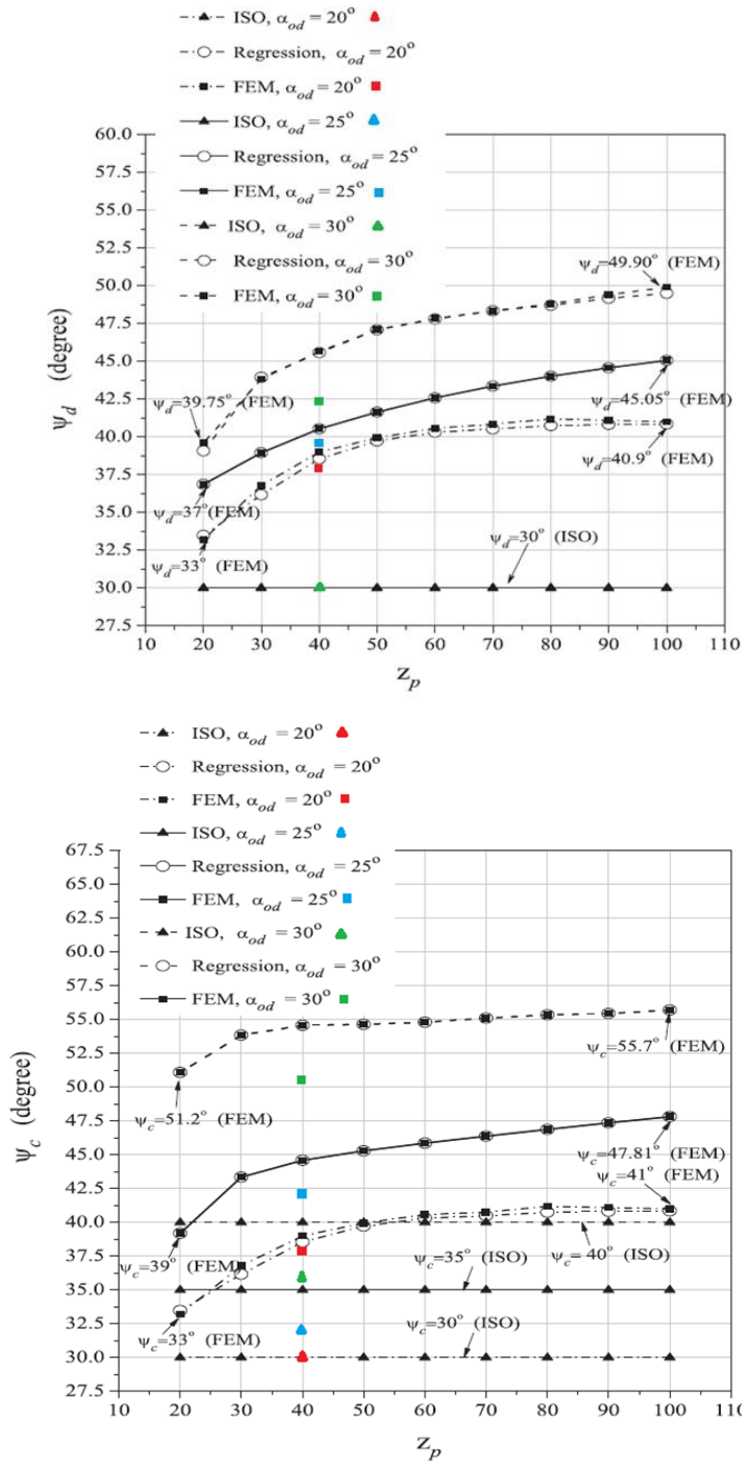 ISO, α_od = 20°
Regression, α_od = 20°
FEM, α_od = 20°
ISO, α_od = 25°
Regression, α_od = 25°
FEM, α_od = 25°
ISO, α_od = 30°
Regression, α_od = 30°
FEM, α_od = 30°
60.0
57.5
55.0
52.5
50.0
47.5
45.0
42.5
40.0
37.5
35.0
32.5
30.0
27.5
ψ_d (degree)
ψ_d=49.90° (FEM)
ψ_d=39.75° (FEM)
ψ_d=45.05° (FEM)
ψ_d=40.9° (FEM)
ψ_d=37° (FEM)
ψ_d=33° (FEM)
ψ_d=30° (ISO)
10 20 30 40 50 60 70 80 90 100 110
z_p
ISO, α_od = 20°
Regression, α_od = 20°
FEM, α_od = 20°
ISO, α_od = 25°
Regression, α_od = 25°
FEM, α_od = 25°
ISO, α_od = 30°
Regression, α_od = 30°
FEM, α_od = 30°
67.5
65.0
62.5
60.0
57.5
55.0
52.5
50.0
47.5
45.0
42.5
40.0
37.5
35.0
32.5
30.0
27.5
ψ_c (degree)
ψ_c=55.7° (FEM)
ψ_c=51.2° (FEM)
ψ_c=47.81° (FEM)
ψ_c=41° (FEM)
ψ_c=39° (FEM)
ψ_c=35° (ISO)
ψ_c= 40° (ISO)
ψ_c=33° (FEM)
ψ_c=30° (ISO)
10 20 30 40 50 60 70 80 90 100 110
z_p